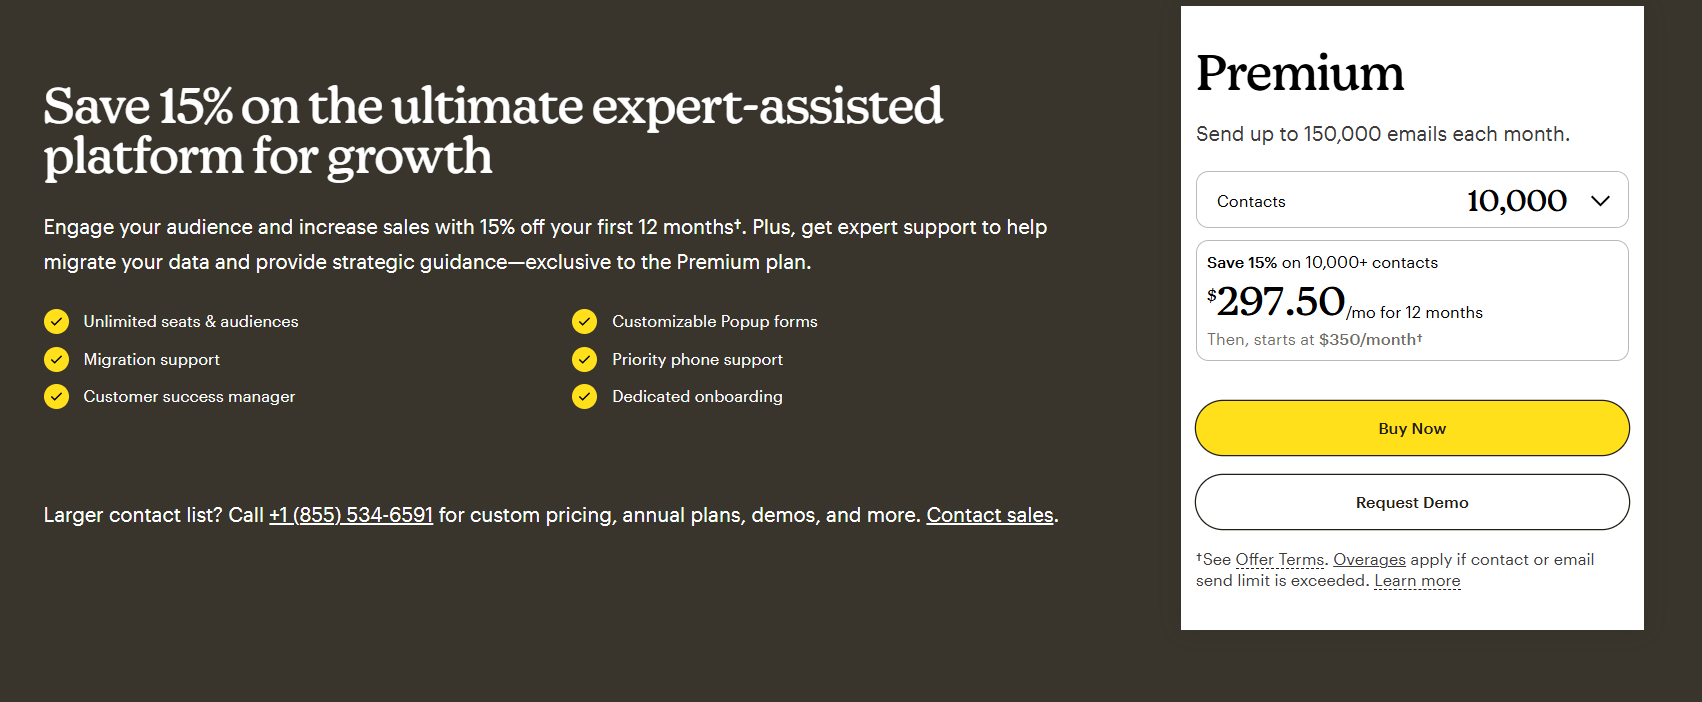 Save 15% on the ultimate expert-assisted
platform for growth
Engage your audience and increase sales with 15% off your first 12 months†. Plus, get expert support to help
migrate your data and provide strategic guidance—exclusive to the Premium plan.
Unlimited seats & audiences
Migration support
Customer success manager
Customizable Popup forms
Priority phone support
Dedicated onboarding
Larger contact list? Call +1 (855) 534-6591 for custom pricing, annual plans, demos, and more. Contact sales.
Premium
Send up to 150,000 emails each month.
Contacts 10,000
Save 15% on 10,000+ contacts
$297.50/mo for 12 months
Then, starts at $350/month†
Buy Now
Request Demo
†See Offer Terms. Overages apply if contact or email
send limit is exceeded. Learn more